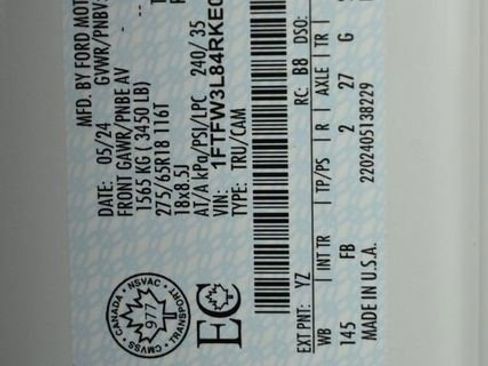 MFD. BY FORD MOT
DATE: 05/24 GVWR/PNBV:
FRONT GAWR/PNBE AV -
1565 KG ( 3450 LB)
275/65R18 116T
18x8.5J
AT/A kPa/PSI/LPC 240/ 35
VIN: 1FTFW3L84RKE
TYPE: TRU/CAM
CANADA · NSVAC · TRANSPORT · CMVSS
977
EC
EXT PNT: YZ RC: B8 DSO:
WB | INT TR | TP/PS | R | AXLE | TR |
145 FB 2 27 G
MADE IN U.S.A. 2202405138229